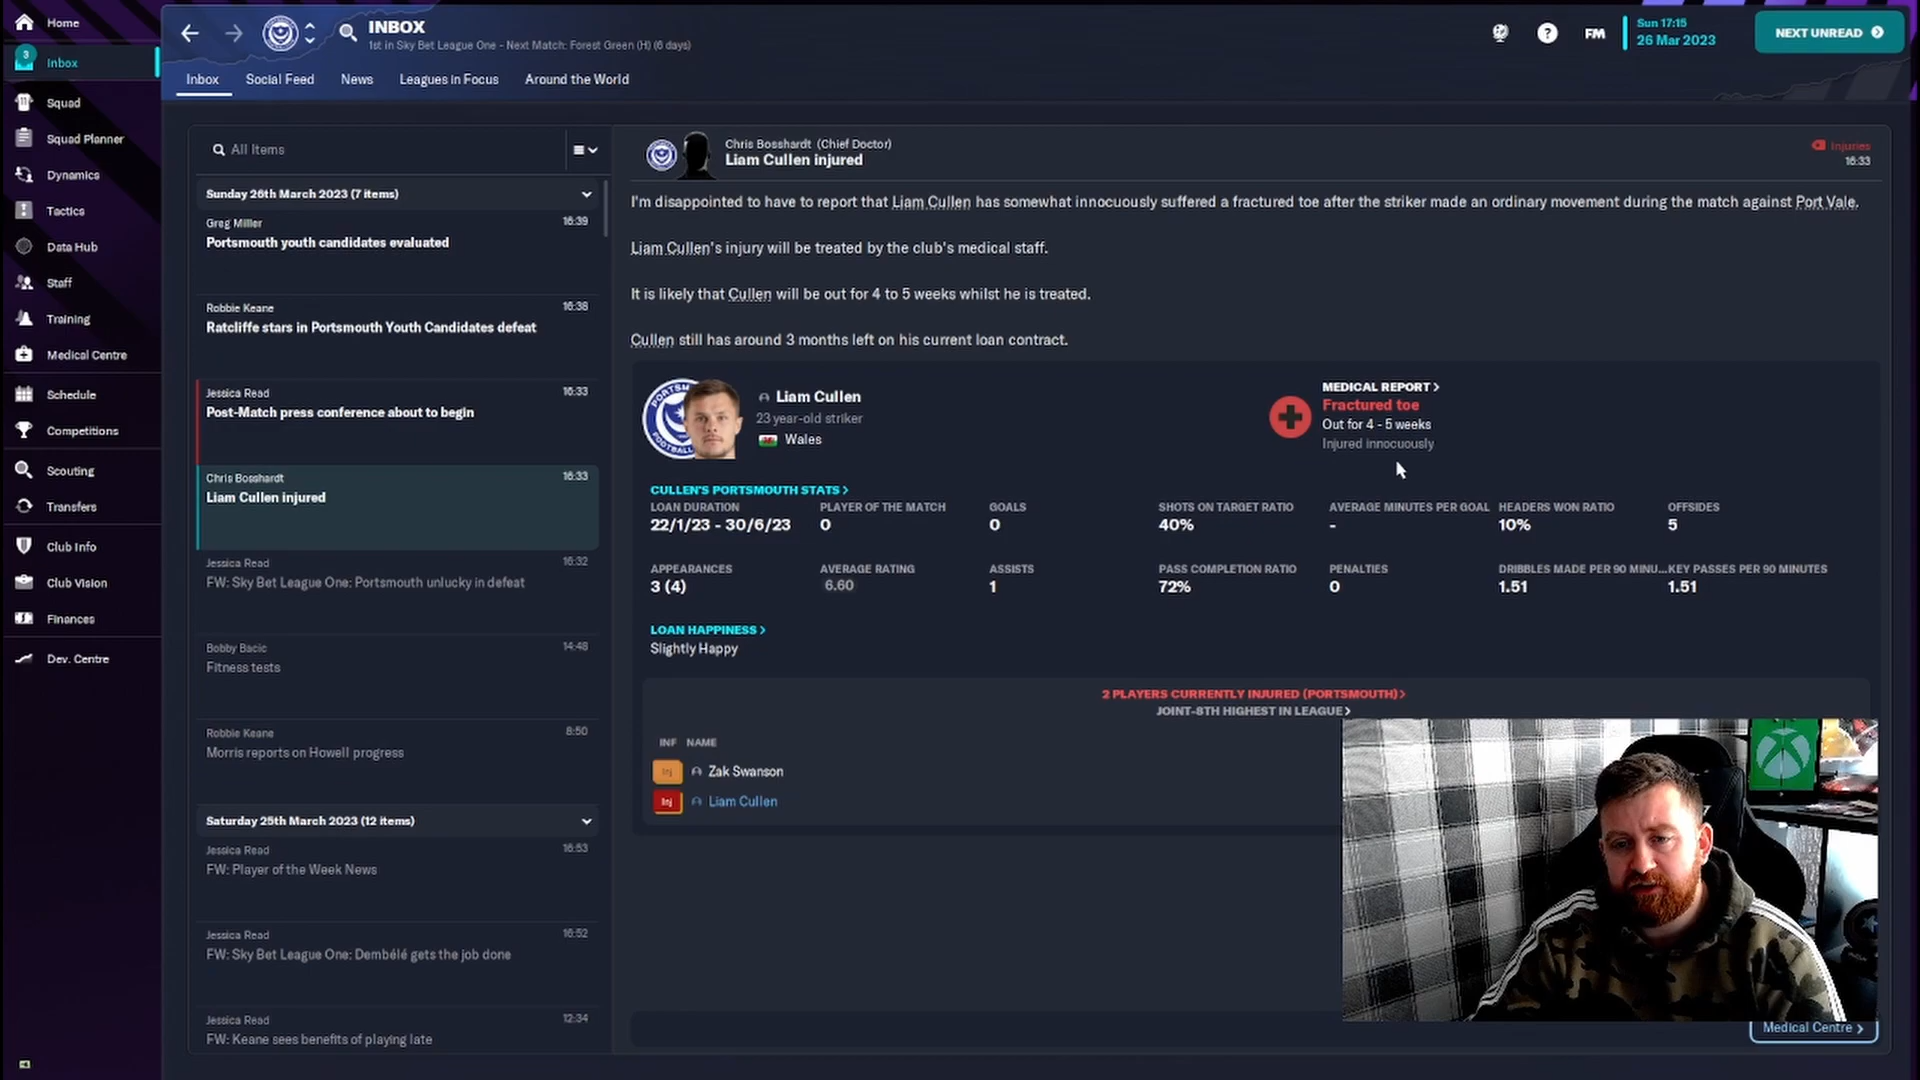 Home
3
Inbox
Squad
Squad Planner
Dynamics
Tactics
Data Hub
Staff
Training
Medical Centre
Schedule
Competitions
Scouting
Transfers
Club Info
Club Vision
Finances
Dev. Centre
INBOX
1st in Sky Bet League One - Next Match: Forest Green (H) (6 days)
?
FM
Sun 17:15
26 Mar 2023
NEXT UNREAD
Inbox
Social Feed
News
Leagues in Focus
Around the World
All Items
Sunday 26th March 2023 (7 items)
Greg Miller
16:39
Portsmouth youth candidates evaluated
Robbie Keane
16:38
Ratcliffe stars in Portsmouth Youth Candidates defeat
Jessica Read
16:33
Post-Match press conference about to begin
Chris Bosshardt
16:33
Liam Cullen injured
Jessica Read
16:32
FW: Sky Bet League One: Portsmouth unlucky in defeat
Bobby Bacic
14:48
Fitness tests
Robbie Keane
8:50
Morris reports on Howell progress
Saturday 25th March 2023 (12 items)
Jessica Read
16:53
FW: Player of the Week News
Jessica Read
16:52
FW: Sky Bet League One: Dembélé gets the job done
Jessica Read
12:34
FW: Keane sees benefits of playing late
Chris Bosshardt (Chief Doctor)
Liam Cullen injured
Injuries
16:33
I'm disappointed to have to report that Liam Cullen has somewhat innocuously suffered a fractured toe after the striker made an ordinary movement during the match against Port Vale.
Liam Cullen's injury will be treated by the club's medical staff.
It is likely that Cullen will be out for 4 to 5 weeks whilst he is treated.
Cullen still has around 3 months left on his current loan contract.
Liam Cullen
23 year-old striker
Wales
MEDICAL REPORT >
Fractured toe
Out for 4 - 5 weeks
Injured innocuously
CULLEN'S PORTSMOUTH STATS >
LOAN DURATION
22/1/23 - 30/6/23
PLAYER OF THE MATCH
0
GOALS
0
SHOTS ON TARGET RATIO
40%
AVERAGE MINUTES PER GOAL
-
HEADERS WON RATIO
10%
OFFSIDES
5
APPEARANCES
3 (4)
AVERAGE RATING
6.60
ASSISTS
1
PASS COMPLETION RATIO
72%
PENALTIES
0
DRIBBLES MADE PER 90 MINU...
1.51
KEY PASSES PER 90 MINUTES
1.51
LOAN HAPPINESS >
Slightly Happy
2 PLAYERS CURRENTLY INJURED (PORTSMOUTH) >
JOINT-8TH HIGHEST IN LEAGUE >
INF NAME
Inj Zak Swanson
Inj Liam Cullen
Medical Centre >